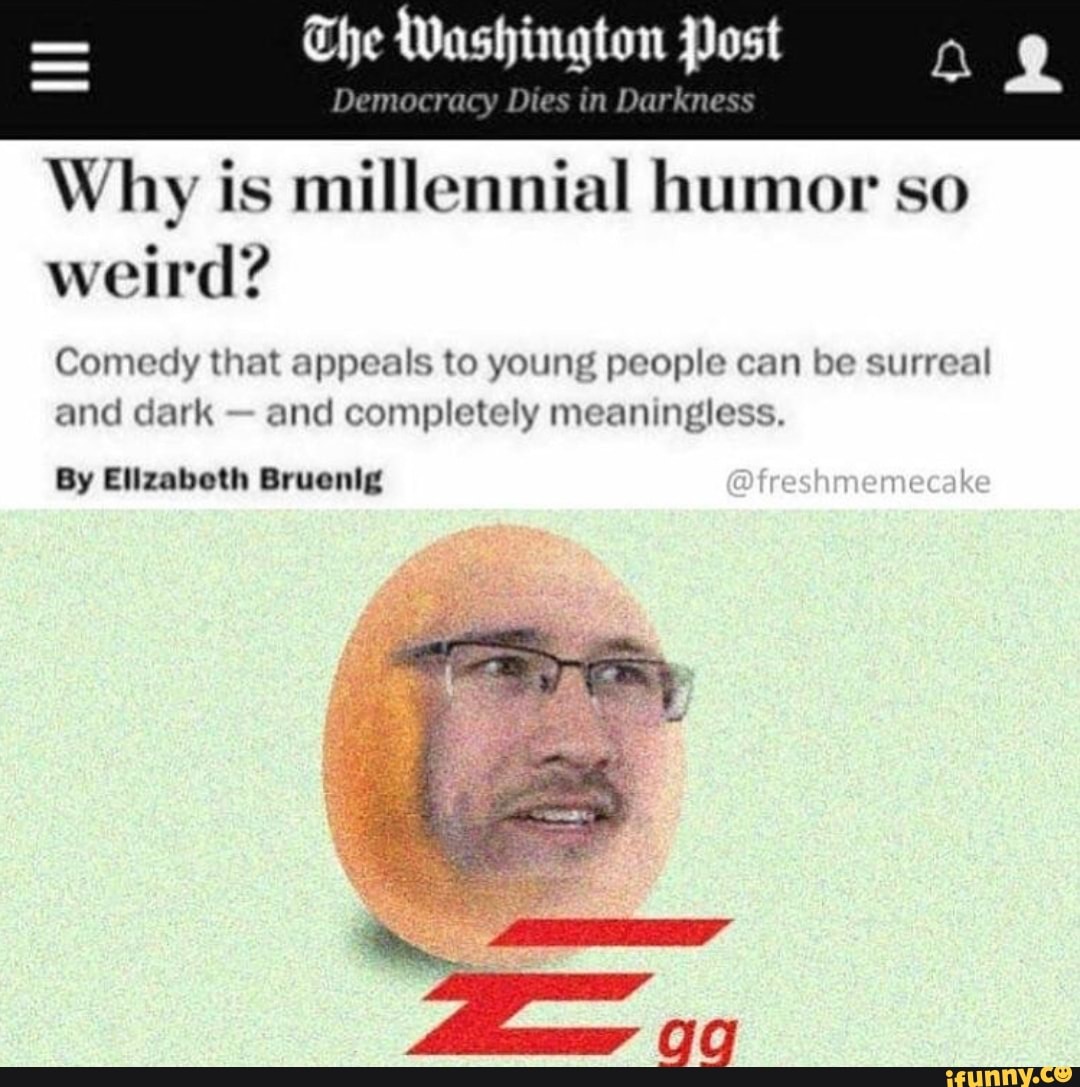 The Washington Post
Democracy Dies in Darkness
Why is millennial humor so
weird?
Comedy that appeals to young people can be surreal
and dark — and completely meaningless.
By Elizabeth Bruenig
@freshmemecake
Egg
ifunny.co